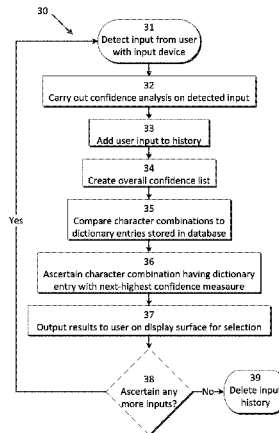 30
31
Detect input from user
with input device
32
Carry out confidence analysis on detected input
33
Add user input to history
34
Create overall confidence list
35
Compare character combinations to
dictionary entries stored in database
36
Ascertain character combination having dictionary
entry with next-highest confidence measaure
37
Output results to user on display surface for selection
Yes
38
Ascertain any
more inputs?
No
39
Delete input
history